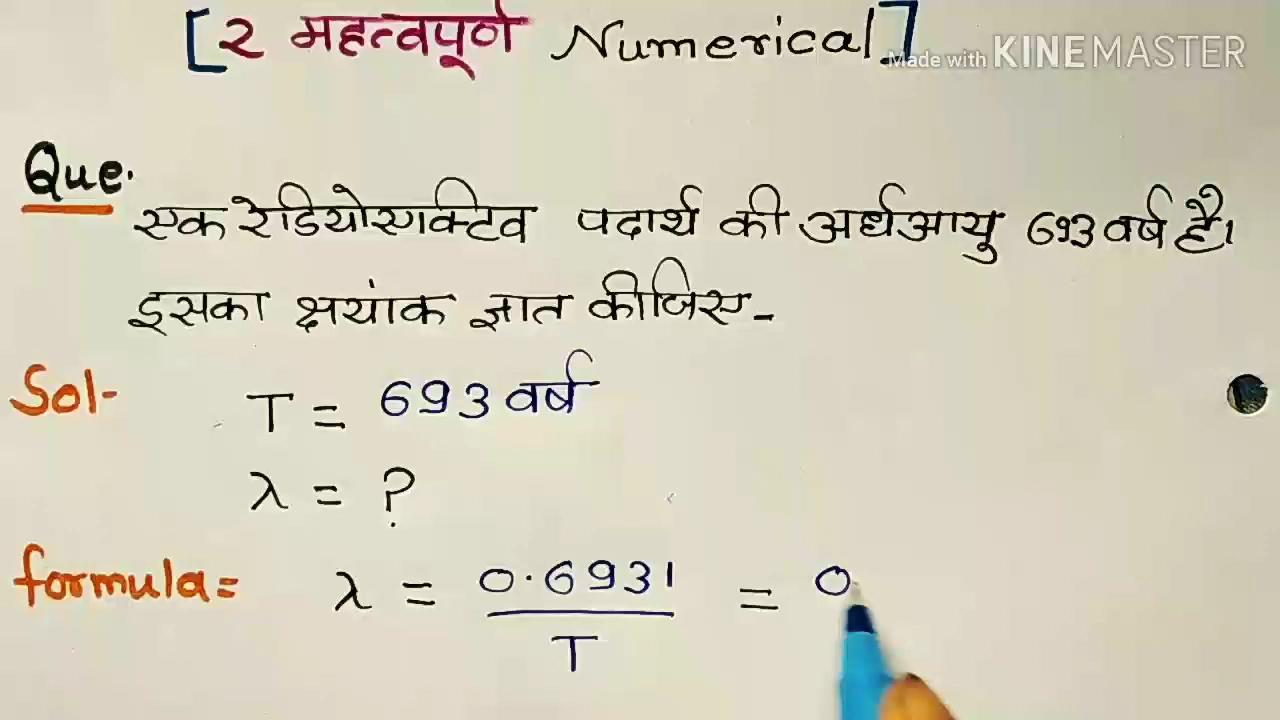 [2 महत्वपूर्ण Numerical]
Made with KINEMASTER
Que.
एक रेडियोएक्टिव पदार्थ की अर्धआयु 693 वर्ष है।
इसका क्षयांक ज्ञात कीजिए-
Sol- T = 693 वर्ष
λ = ?
formula= λ = 0.6931 / T = 0